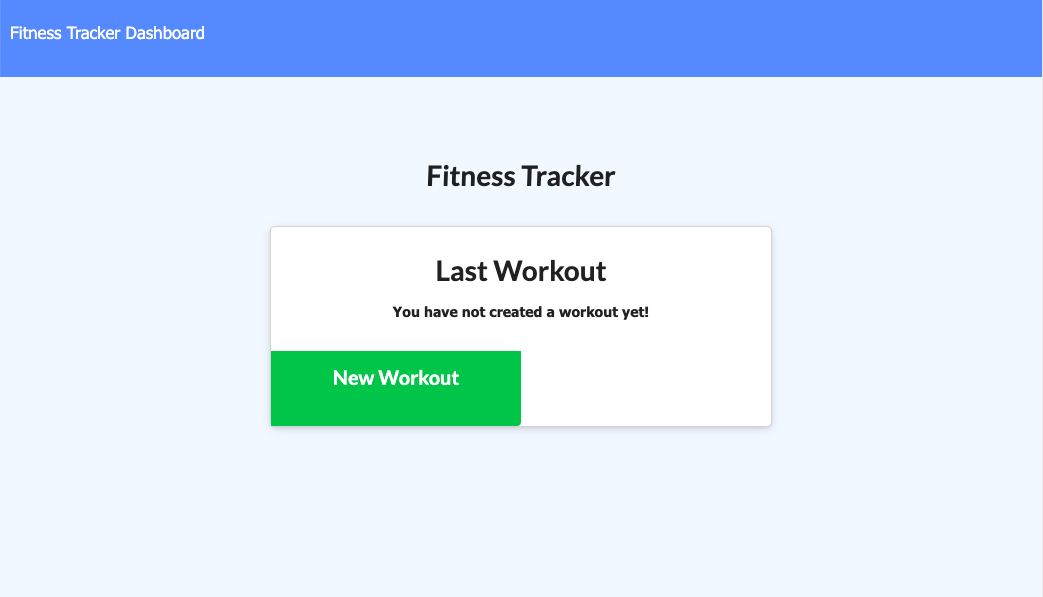 Fitness Tracker Dashboard
Fitness Tracker
Last Workout
You have not created a workout yet!
New Workout